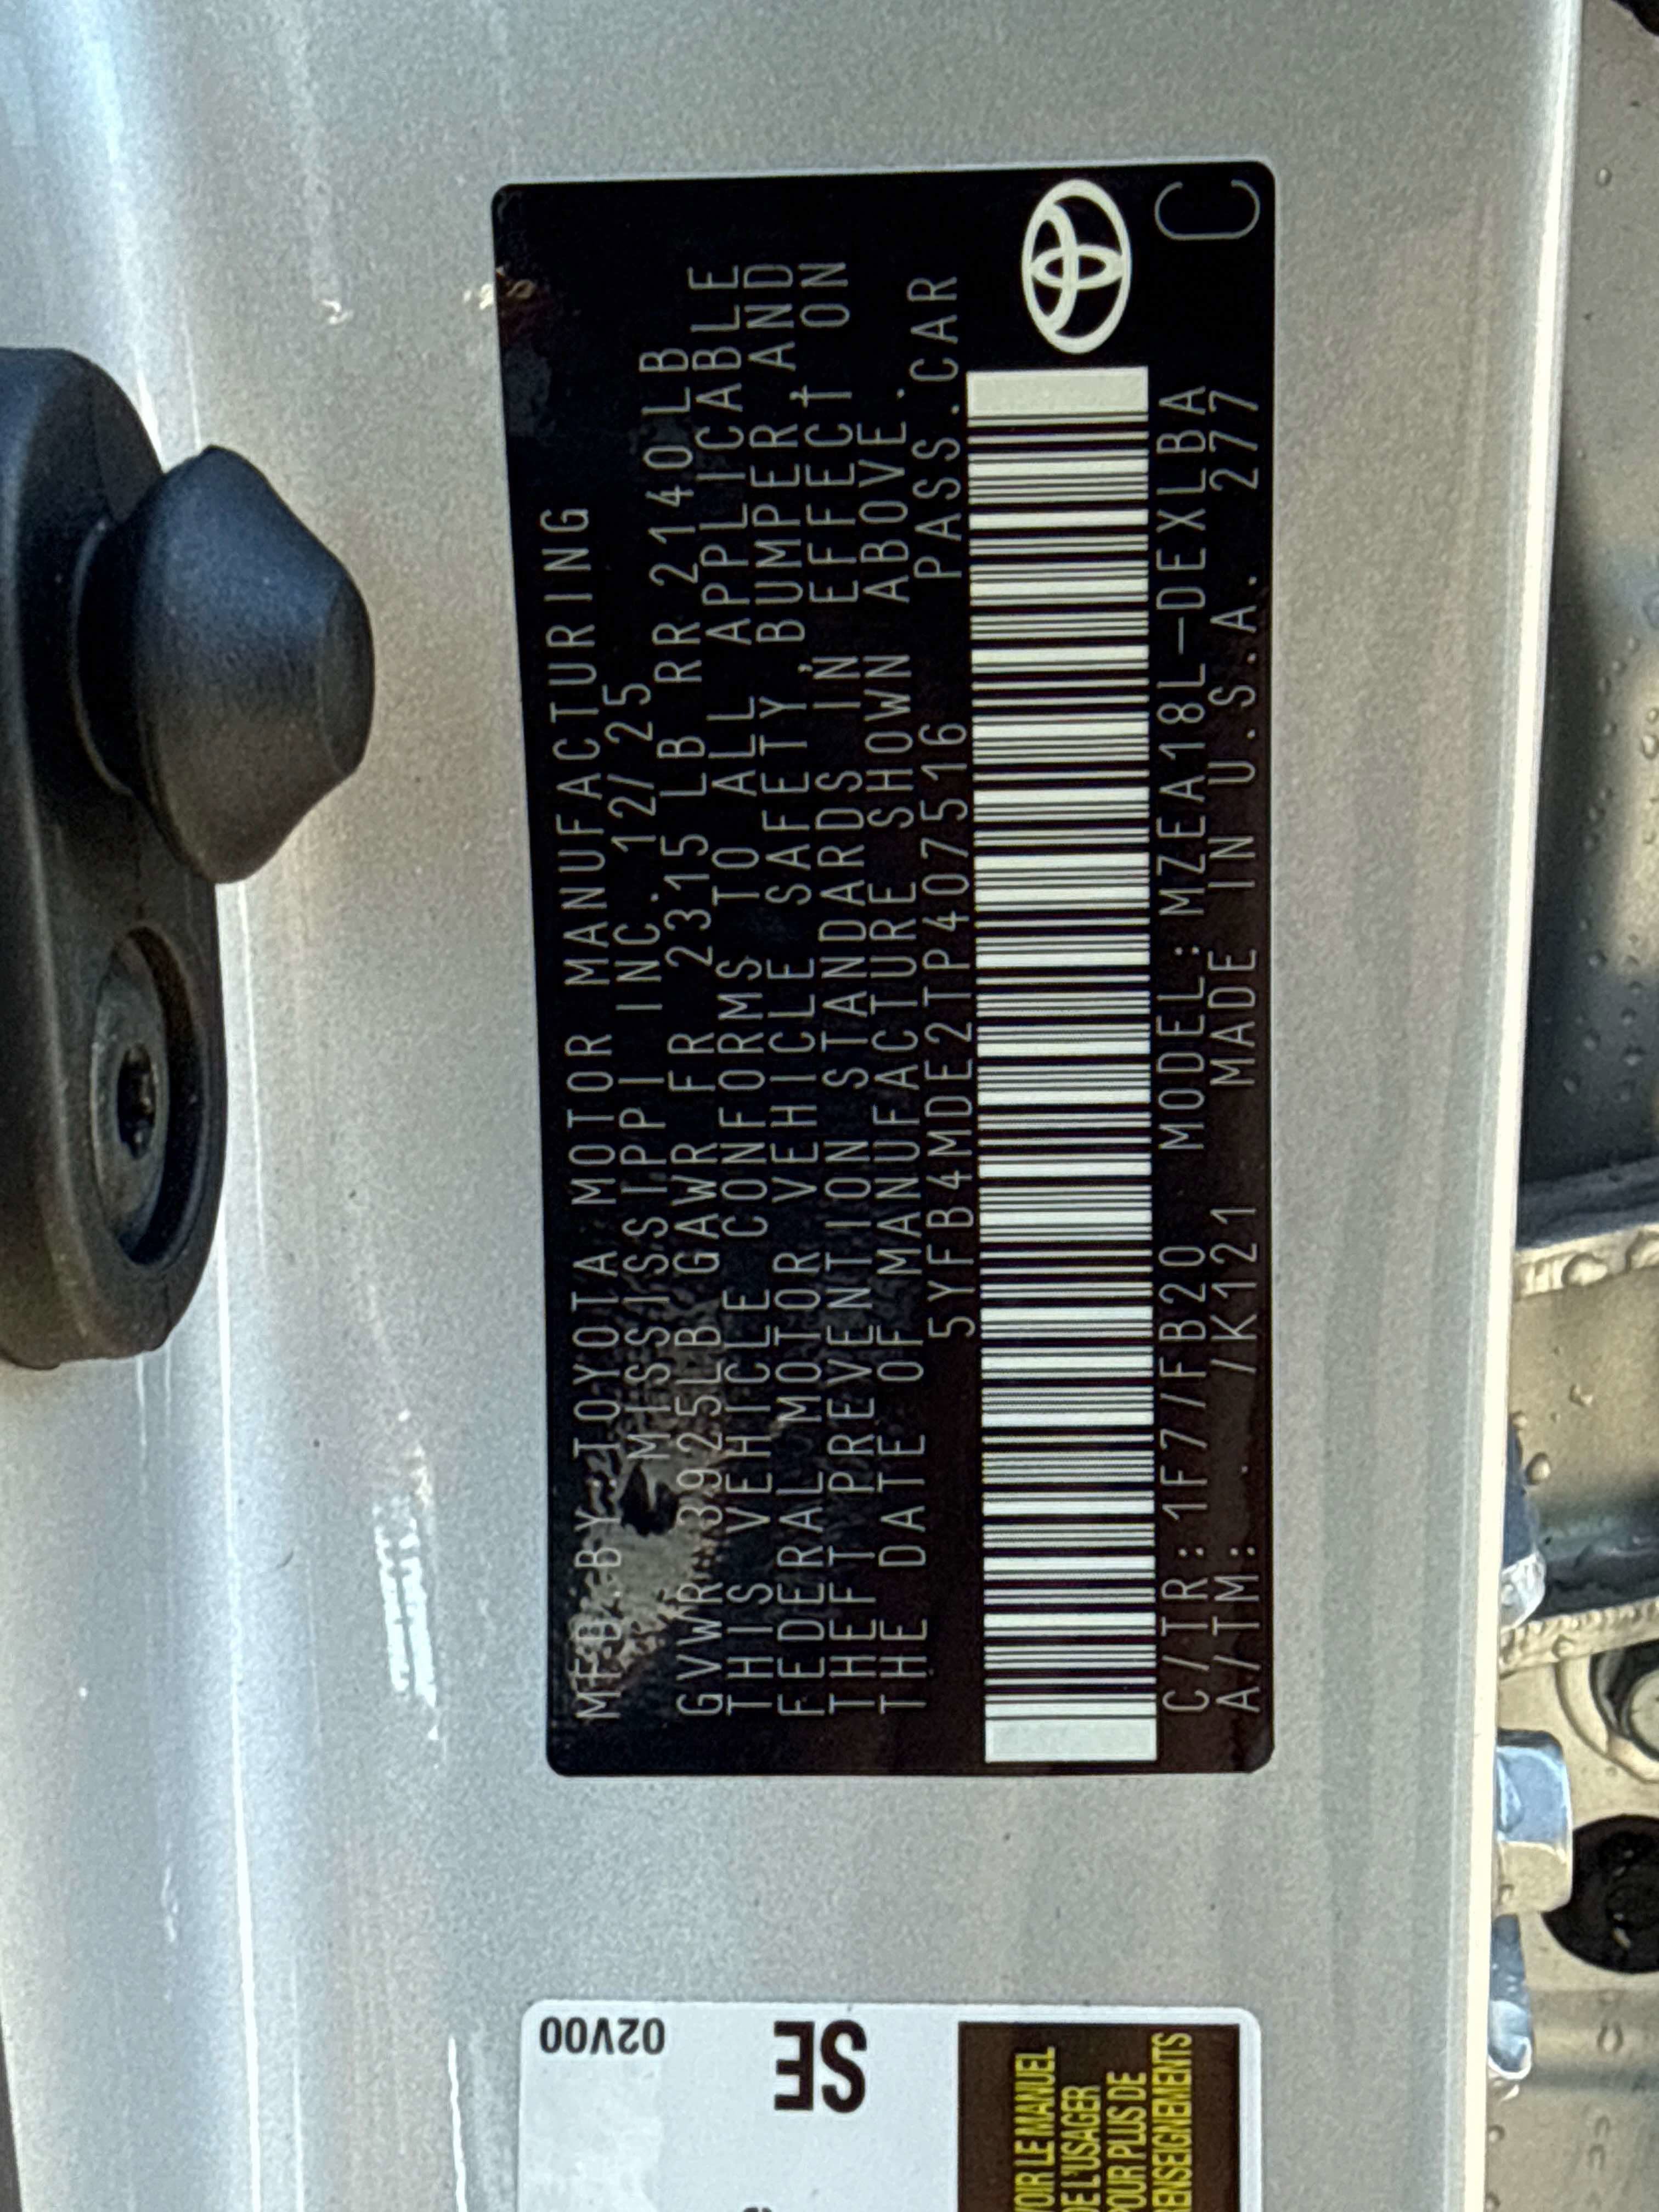 MFD.BY:TOYOTA MOTOR MANUFACTURING
MISSISSIPPI INC. 12/25
GVWR 3925LB GAWR FR 2315 LB RR 2140LB
THIS VEHICLE CONFORMS TO ALL APPLICABLE
FEDERAL MOTOR VEHICLE SAFETY, BUMPER, AND
THEFT PREVENTION STANDARDS IN EFFECT ON
THE DATE OF MANUFACTURE SHOWN ABOVE.
5YFB4MDE2TP407516 PASS.CAR
C/TR:1F7/FB20 MODEL:MZEA18L-DEXLBA
A/TM: /K121 MADE IN U.S.A. 277
C
02V00
SE
VOIR LE MANUEL
DE L'USAGER
POUR PLUS DE
RENSEIGNEMENTS